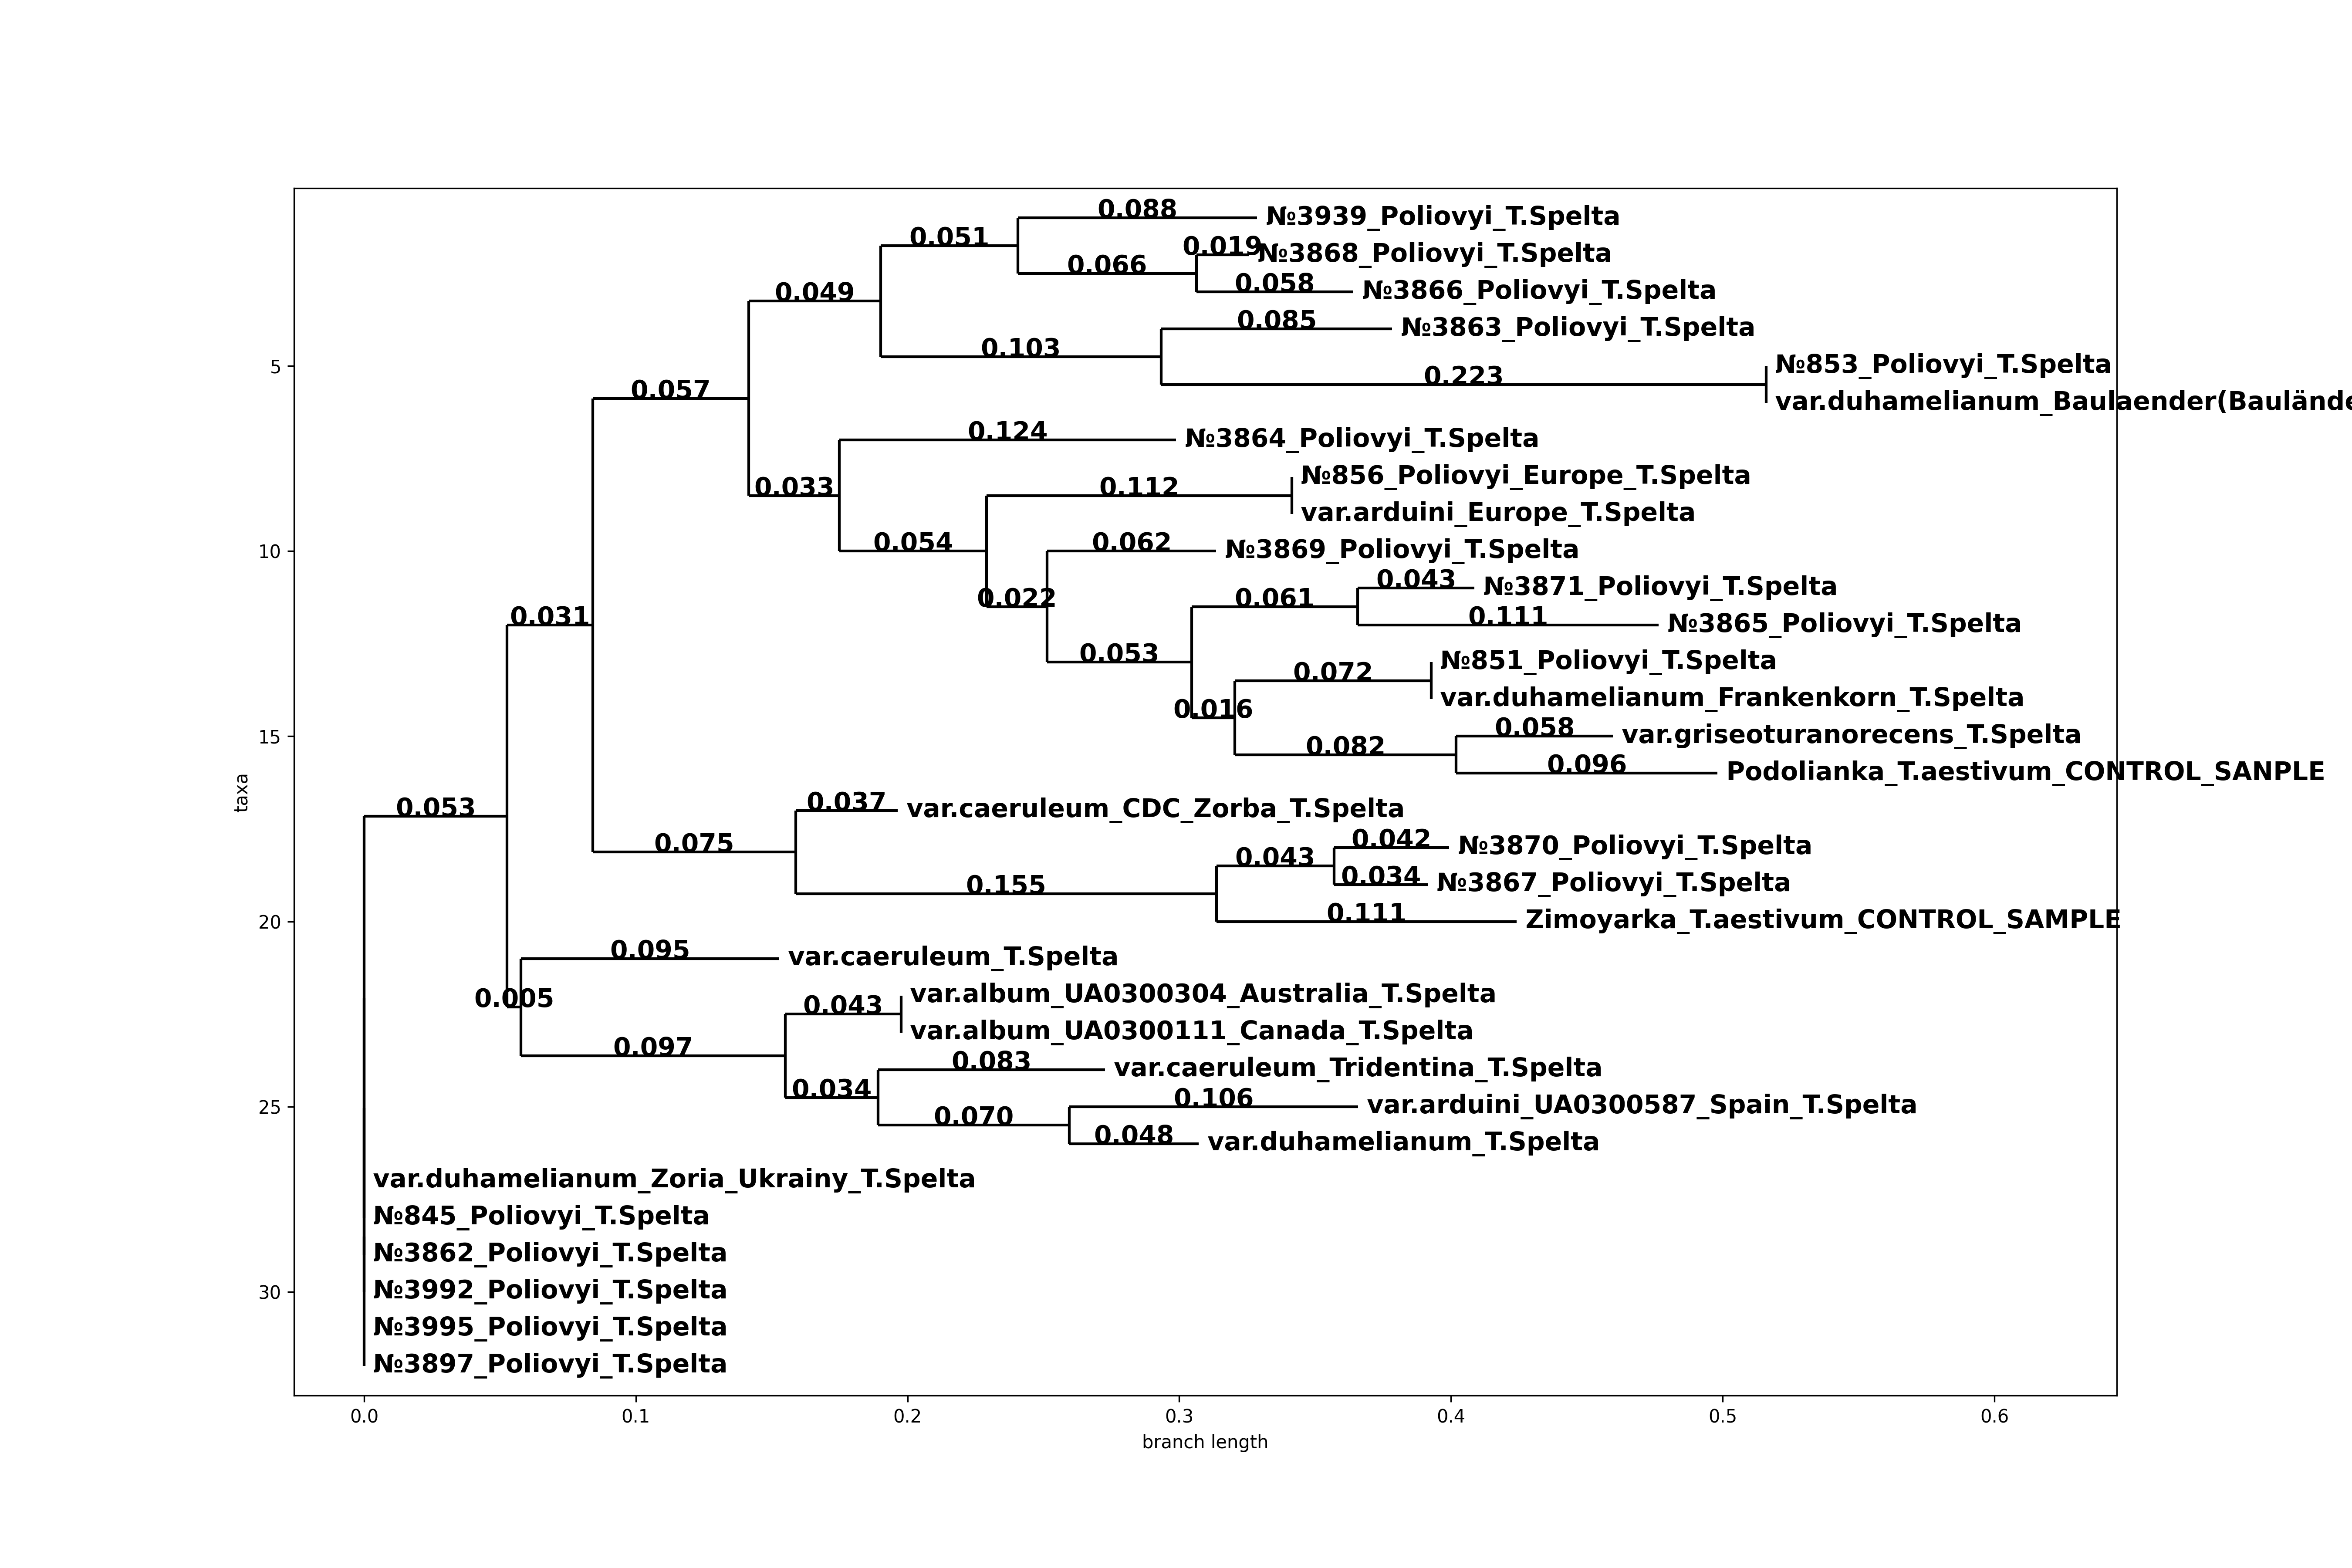 0.088 №3939_Poliovyi_T.Spelta
0.051
0.019 №3868_Poliovyi_T.Spelta
0.066
0.058 №3866_Poliovyi_T.Spelta
0.049
0.085 №3863_Poliovyi_T.Spelta
0.103
№853_Poliovyi_T.Spelta
5
0.223
0.057
var.duhamelianum_Baulaender(Baulände
0.124 №3864_Poliovyi_T.Spelta
№856_Poliovyi_Europe_T.Spelta
0.033
0.112
var.arduini_Europe_T.Spelta
10
0.054
0.062 №3869_Poliovyi_T.Spelta
0.043 №3871_Poliovyi_T.Spelta
0.022
0.061
0.031
0.111 №3865_Poliovyi_T.Spelta
0.053
№851_Poliovyi_T.Spelta
0.072
var.duhamelianum_Frankenkorn_T.Spelta
0.016
15
0.058 var.griseoturanorecens_T.Spelta
0.082
0.096 Podolianka_T.aestivum_CONTROL_SANPLE
taxa
0.053
0.037 var.caeruleum_CDC_Zorba_T.Spelta
0.075
0.042 №3870_Poliovyi_T.Spelta
0.043
0.034 №3867_Poliovyi_T.Spelta
0.155
20
0.111 Zimoyarka_T.aestivum_CONTROL_SAMPLE
0.095 var.caeruleum_T.Spelta
0.005
var.album_UA0300304_Australia_T.Spelta
0.043
var.album_UA0300111_Canada_T.Spelta
0.097
0.083 var.caeruleum_Tridentina_T.Spelta
0.034
25
0.106 var.arduini_UA0300587_Spain_T.Spelta
0.070
0.048 var.duhamelianum_T.Spelta
var.duhamelianum_Zoria_Ukrainy_T.Spelta
№845_Poliovyi_T.Spelta
№3862_Poliovyi_T.Spelta
30
№3992_Poliovyi_T.Spelta
№3995_Poliovyi_T.Spelta
№3897_Poliovyi_T.Spelta
0.0 0.1 0.2 0.3 0.4 0.5 0.6
branch length